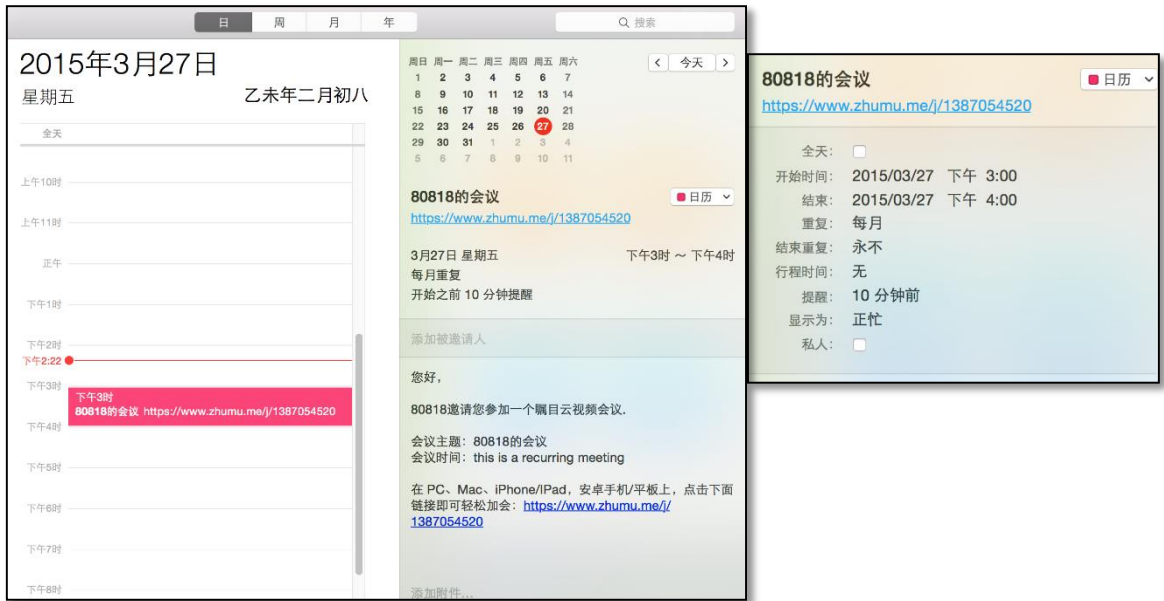 日 周 月 年
搜索
2015年3月27日
星期五 乙未年二月初八
全天
上午10时
上午11时
正午
下午1时
下午2时
下午2:22
下午3时
下午3时
80818的会议 https://www.zhumu.me/j/1387054520
下午4时
下午5时
下午6时
下午7时
下午8时
周日 周一 周二 周三 周四 周五 周六
1 2 3 4 5 6 7
8 9 10 11 12 13 14
15 16 17 18 19 20 21
22 23 24 25 26 27 28
29 30 31 1 2 3 4
5 6 7 8 9 10 11
< 今天 >
80818的会议
日历
https://www.zhumu.me/j/1387054520
3月27日 星期五 下午3时 ～ 下午4时
每月重复
开始之前 10 分钟提醒
添加被邀请人
您好，
80818邀请您参加一个瞩目云视频会议.
会议主题：80818的会议
会议时间：this is a recurring meeting
在 PC、Mac、iPhone/IPad，安卓手机/平板上，点击下面
链接即可轻松加会：https://www.zhumu.me/j/
1387054520
添加附件...
80818的会议
日历
https://www.zhumu.me/j/1387054520
全天：
开始时间： 2015/03/27 下午 3:00
结束： 2015/03/27 下午 4:00
重复： 每月
结束重复： 永不
行程时间： 无
提醒： 10 分钟前
显示为： 正忙
私人：